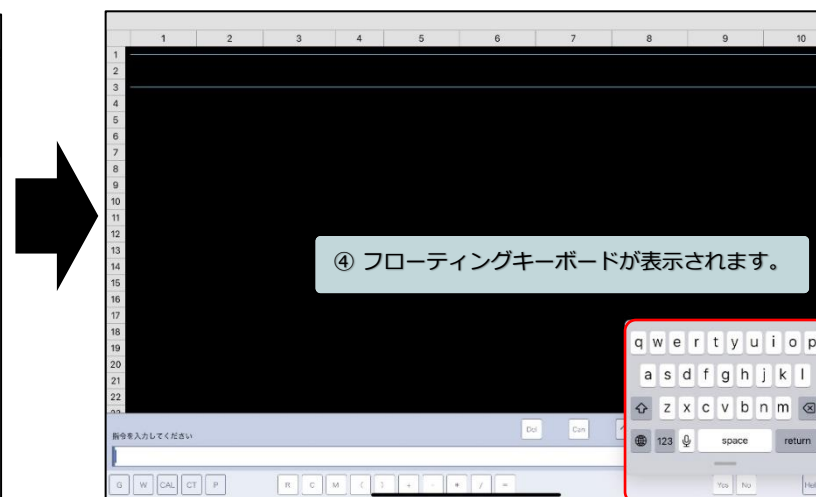 1 2 3 4 5 6 7 8 9 10
1
2
3
4
5
6
7
8
9
10
11
12
13
14
15
16
17
18
19
20
21
22
④ フローティングキーボードが表示されます。
q w e r t y u i o p
a s d f g h j k l
z x c v b n m
123 space return
指令を入力してください
Del Can
G W CAL CT P R C M + - * / = Yes No